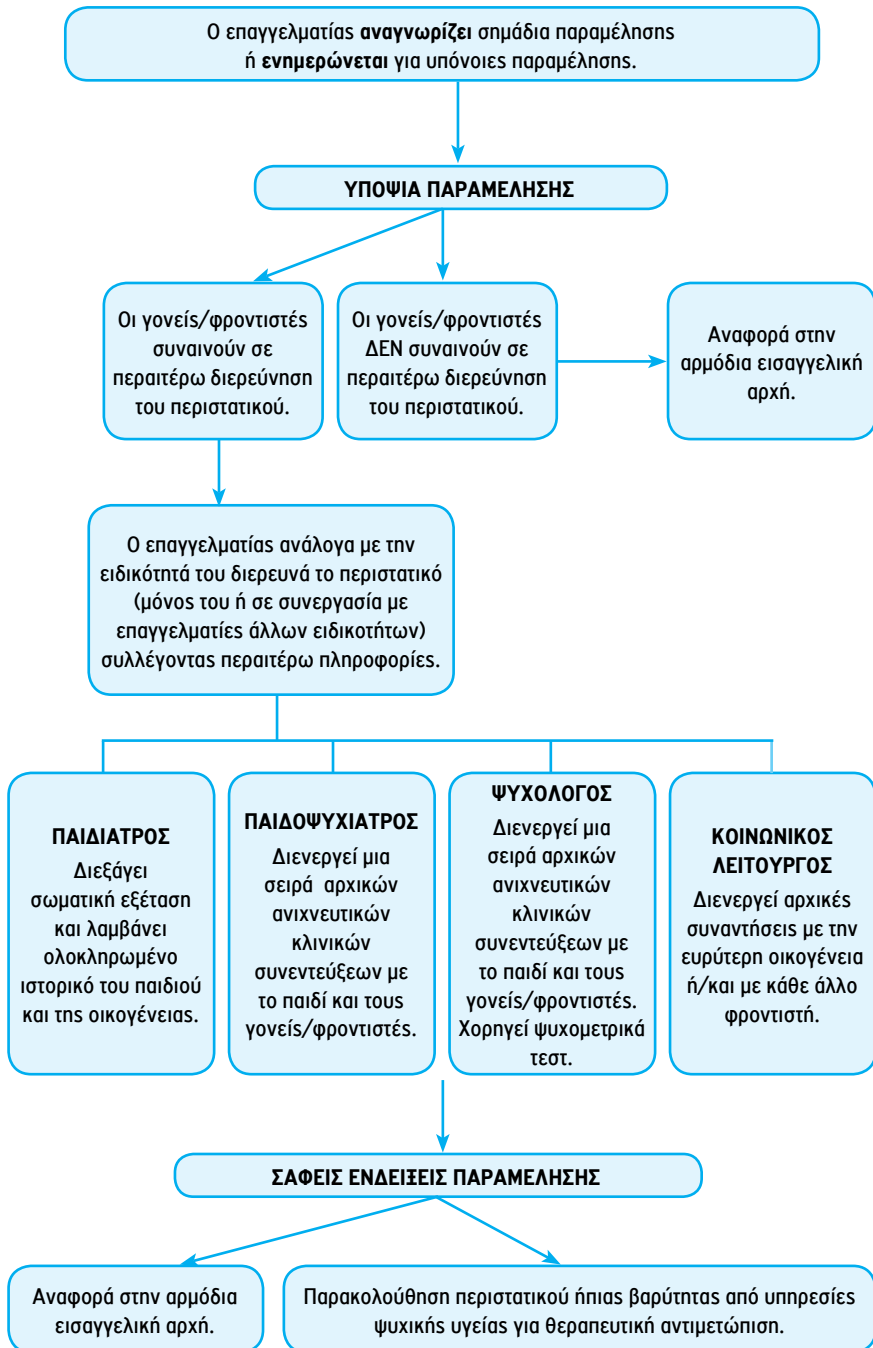 Ο επαγγελματίας αναγνωρίζει σημάδια παραμέλησης
ή ενημερώνεται για υπόνοιες παραμέλησης.
ΥΠΟΨΙΑ ΠΑΡΑΜΕΛΗΣΗΣ
Οι γονείς/φροντιστές
συναινούν σε
περαιτέρω διερεύνηση
του περιστατικού.
Οι γονείς/φροντιστές
ΔΕΝ συναινούν σε
περαιτέρω διερεύνηση
του περιστατικού.
Αναφορά στην
αρμόδια εισαγγελική
αρχή.
Ο επαγγελματίας ανάλογα με την
ειδικότητά του διερευνά το περιστατικό
(μόνος του ή σε συνεργασία με
επαγγελματίες άλλων ειδικοτήτων)
συλλέγοντας περαιτέρω πληροφορίες.
ΠΑΙΔΙΑΤΡΟΣ
Διεξάγει
σωματική εξέταση
και λαμβάνει
ολοκληρωμένο
ιστορικό του παιδιού
και της οικογένειας.
ΠΑΙΔΟΨΥΧΙΑΤΡΟΣ
Διενεργεί μια
σειρά αρχικών
ανιχνευτικών
κλινικών
συνεντεύξεων με
το παιδί και τους
γονείς/φροντιστές.
ΨΥΧΟΛΟΓΟΣ
Διενεργεί μια
σειρά αρχικών
ανιχνευτικών
κλινικών
συνεντεύξεων με
το παιδί και τους
γονείς/φροντιστές.
Χορηγεί ψυχομετρικά
τεστ.
ΚΟΙΝΩΝΙΚΟΣ
ΛΕΙΤΟΥΡΓΟΣ
Διενεργεί αρχικές
συναντήσεις με την
ευρύτερη οικογένεια
ή/και με κάθε άλλο
φροντιστή.
ΣΑΦΕΙΣ ΕΝΔΕΙΞΕΙΣ ΠΑΡΑΜΕΛΗΣΗΣ
Αναφορά στην αρμόδια
εισαγγελική αρχή.
Παρακολούθηση περιστατικού ήπιας βαρύτητας από υπηρεσίες
ψυχικής υγείας για θεραπευτική αντιμετώπιση.